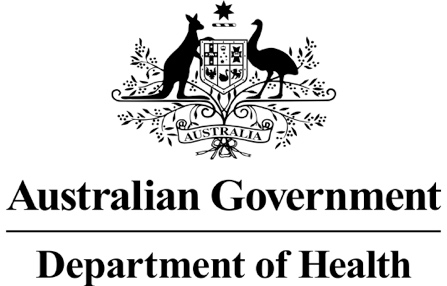 AUSTRALIA
Australian Government
Department of Health